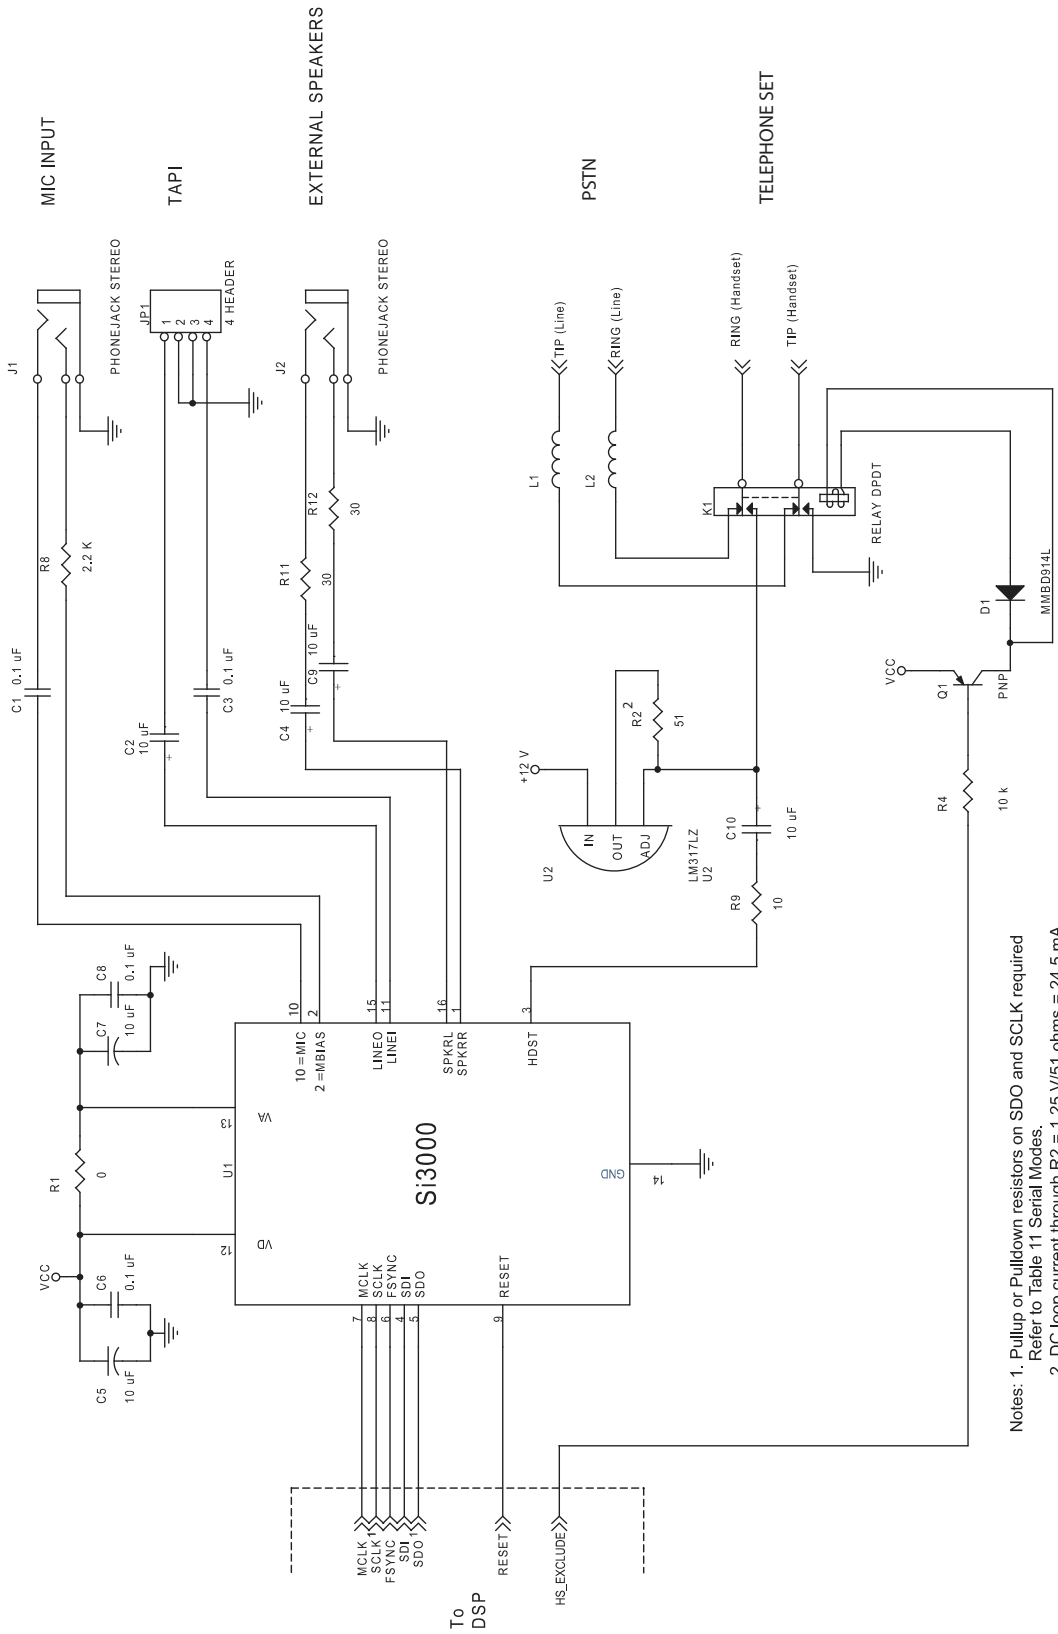 MIC INPUT
TAPI
EXTERNAL SPEAKERS
PSTN
TELEPHONE SET
J1
PHONEJACK STEREO
JP1
1
2
3
4
4 HEADER
J2
PHONEJACK STEREO
TIP (Line)
RING (Line)
RING (Handset)
TIP (Handset)
R8
2.2 K
R11
30
R12
30
L1
L2
K1
RELAY DPDT
D1
MMBD914L
C1
0.1 uF
C2
10 uF
+
C3
0.1 uF
C4
10 uF
+
C9
10 uF
+
+12 V
R2
2
51
VCC
Q1
PNP
U2
IN
OUT
ADJ
LM317LZ
U2
C10
+
10 uF
R9
10
R4
10 k
C8
0.1 uF
C7
10 uF
R1
0
VCC
C6
0.1 uF
C5
10 uF
10
2
15
11
16
1
3
10 =MIC
2 =MBIAS
LINEO
LINEI
SPKRL
SPKRR
HDST
13
VA
U1
Si3000
12
VD
GND
14
MCLK
SCLK
FSYNC
SDI
SDO
RESET
7
8
6
4
5
9
MCLK
SCLK 1
FSYNC
SDI
SDO 1
RESET
HS_EXCLUDE
To
DSP
Notes: 1. Pullup or Pulldown resistors on SDO and SCLK required
Refer to Table 11 Serial Modes.
2. DC loop current through R2 = 1.25 V/51 ohms = 24.5 mA